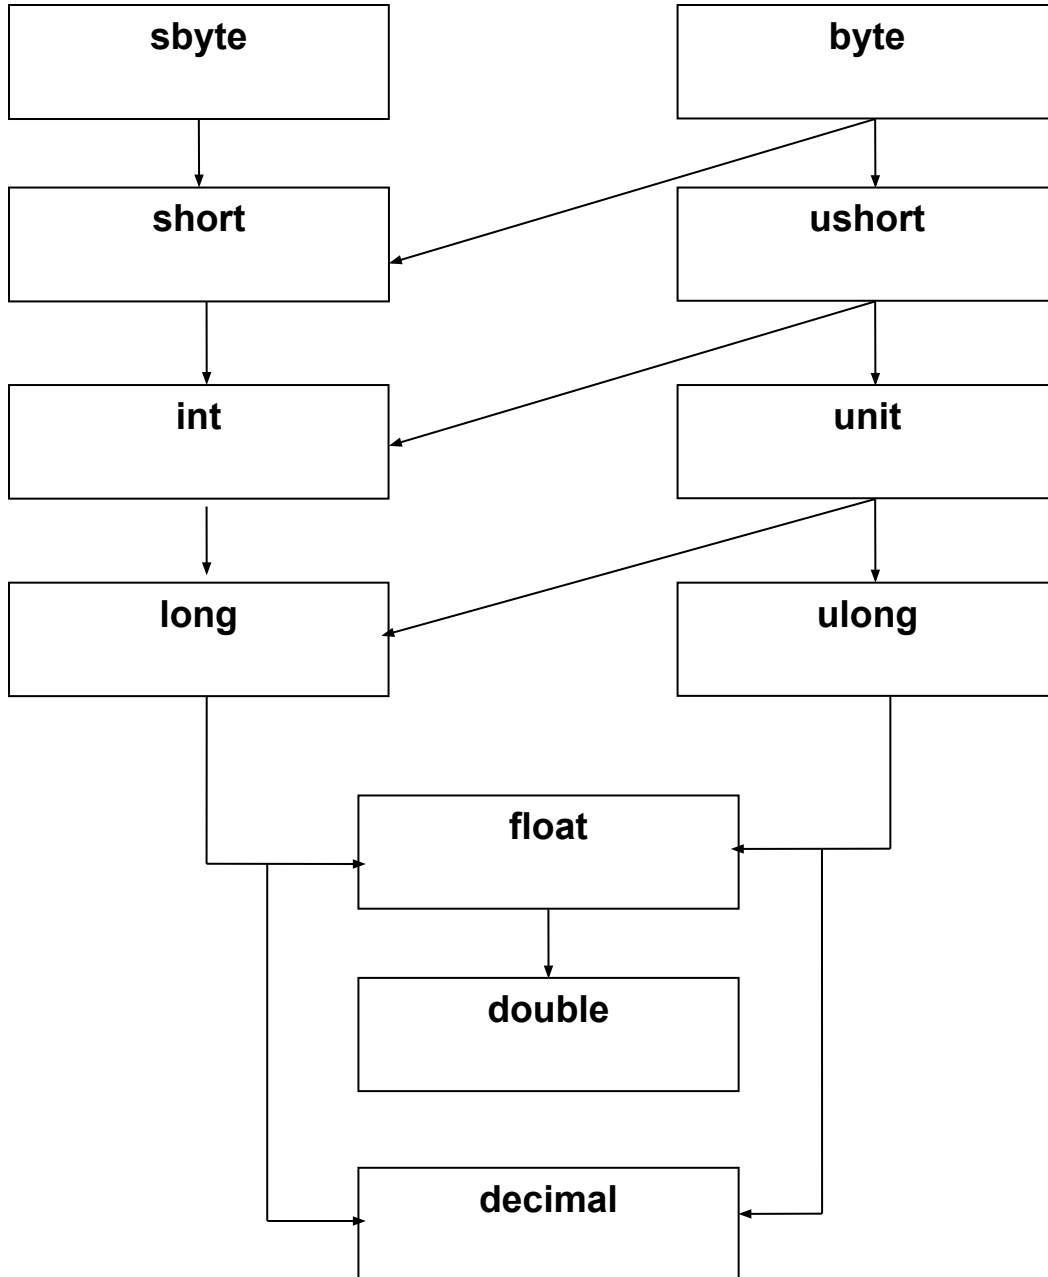 sbyte
byte
short
ushort
int
unit
long
ulong
float
double
decimal